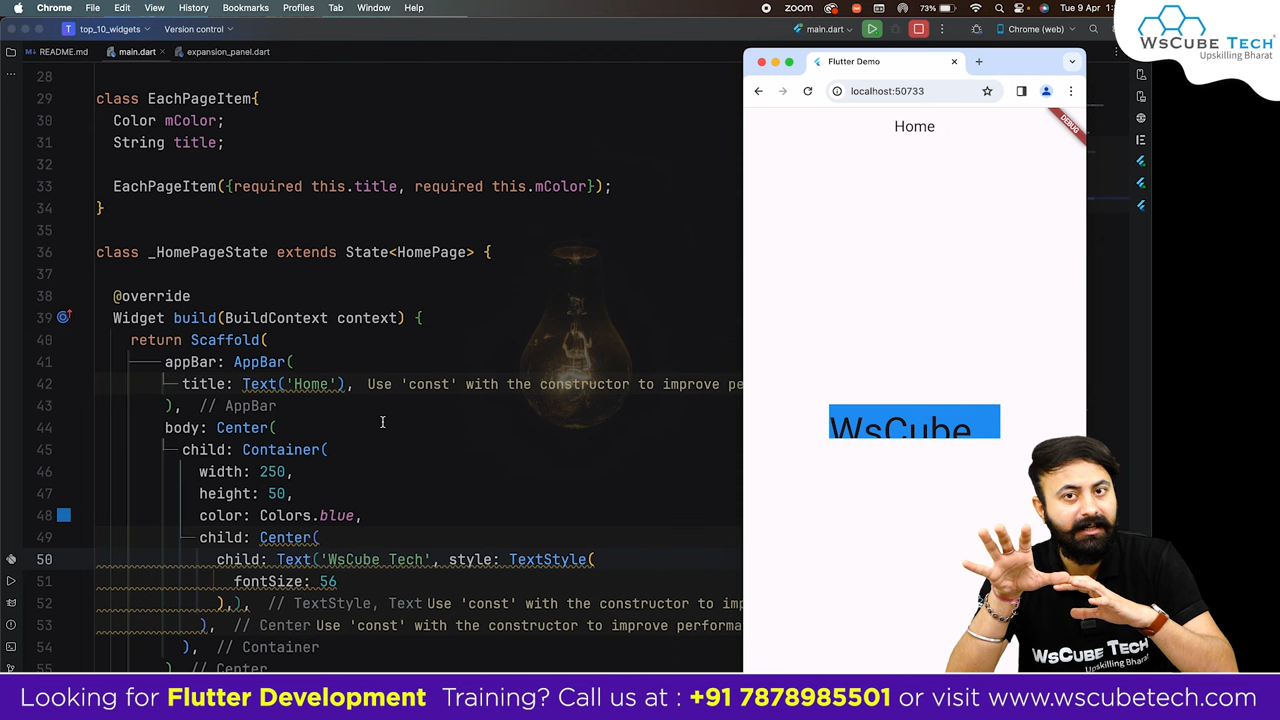 Chrome File Edit View History Bookmarks Profiles Tab Window Help
zoom 73% Tue 9 Apr
top_10_widgets Version control main.dart Chrome (web)
README.md main.dart expansion_panel.dart
28
29 class EachPageItem{
30 Color mColor;
31 String title;
32
33 EachPageItem({required this.title, required this.mColor});
34 }
35
36 class _HomePageState extends State<HomePage> {
37
38 @override
39 Widget build(BuildContext context) {
40 return Scaffold(
41 appBar: AppBar(
42 title: Text('Home'), Use 'const' with the constructor to improve pe
43 ), // AppBar
44 body: Center(
45 child: Container(
46 width: 250,
47 height: 50,
48 color: Colors.blue,
49 child: Center(
50 child: Text('WsCube Tech', style: TextStyle(
51 fontSize: 56
52 ),), // TextStyle, Text Use 'const' with the constructor to im
53 ), // Center Use 'const' with the constructor to improve performa
54 ), // Container
55 ) // Center
Flutter Demo
localhost:50733
DEBUG
Home
WsCube
WsCube Tech
Upskilling Bharat
WsCube Tech
Upskilling Bharat
Looking for Flutter Development Training? Call us at : +91 7878985501 or visit www.wscubetech.com